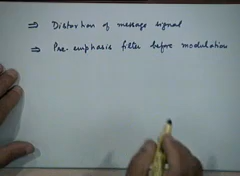 ⇒ Distortion of message signal
⇒ Pre-emphasis filter before modulation